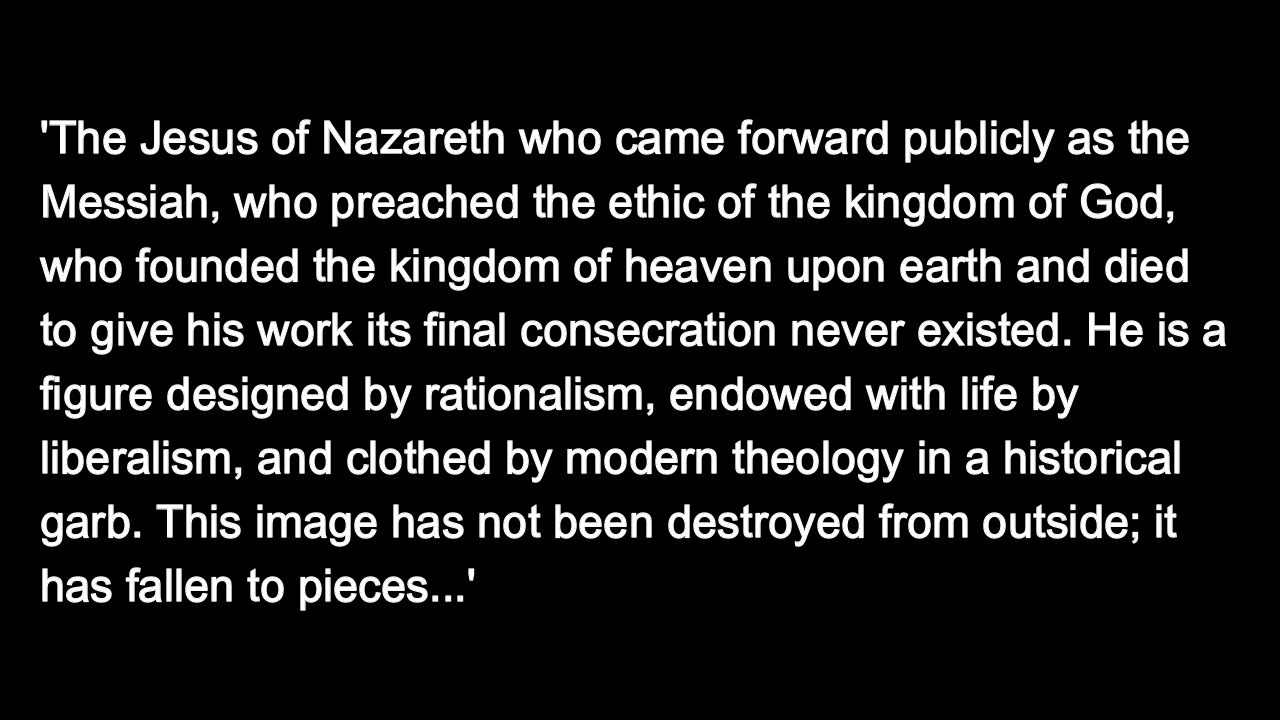 'The Jesus of Nazareth who came forward publicly as the
Messiah, who preached the ethic of the kingdom of God,
who founded the kingdom of heaven upon earth and died
to give his work its final consecration never existed. He is a
figure designed by rationalism, endowed with life by
liberalism, and clothed by modern theology in a historical
garb. This image has not been destroyed from outside; it
has fallen to pieces...'